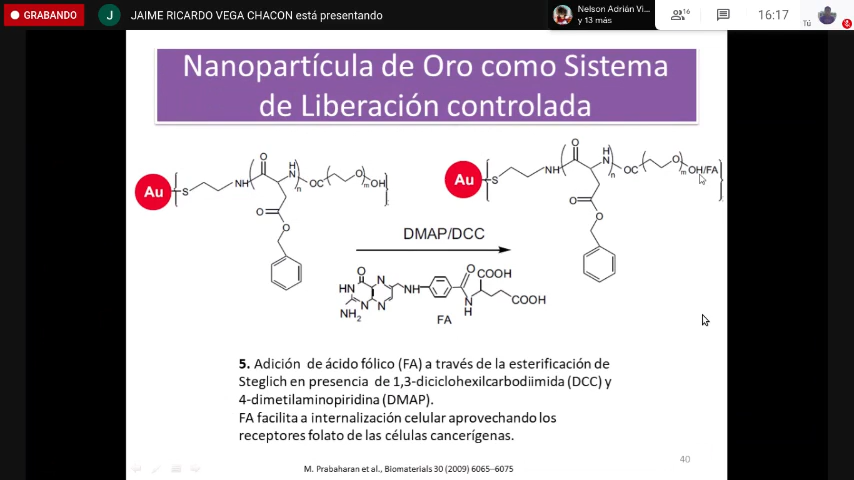 GRABANDO
J JAIME RICARDO VEGA CHACON está presentando
Nelson Adrián Vi...
y 13 más
16
16:17
Tú
Nanopartícula de Oro como Sistema
de Liberación controlada
Au S NH O H N n OC O m OH
O O
Au S NH O H N n OC O m OH/FA
O O
DMAP/DCC
O HN N N N NH2 NH O N H COOH COOH
FA
5. Adición de ácido fólico (FA) a través de la esterificación de
Steglich en presencia de 1,3-diciclohexilcarbodiimida (DCC) y
4-dimetilaminopiridina (DMAP).
FA facilita a internalización celular aprovechando los
receptores folato de las células cancerígenas.
40
M. Prabaharan et al., Biomaterials 30 (2009) 6065–6075